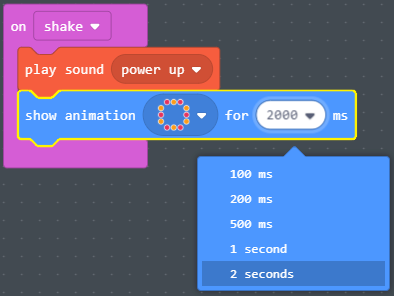 on shake
play sound power up
show animation for 2000 ms
100 ms
200 ms
500 ms
1 second
2 seconds